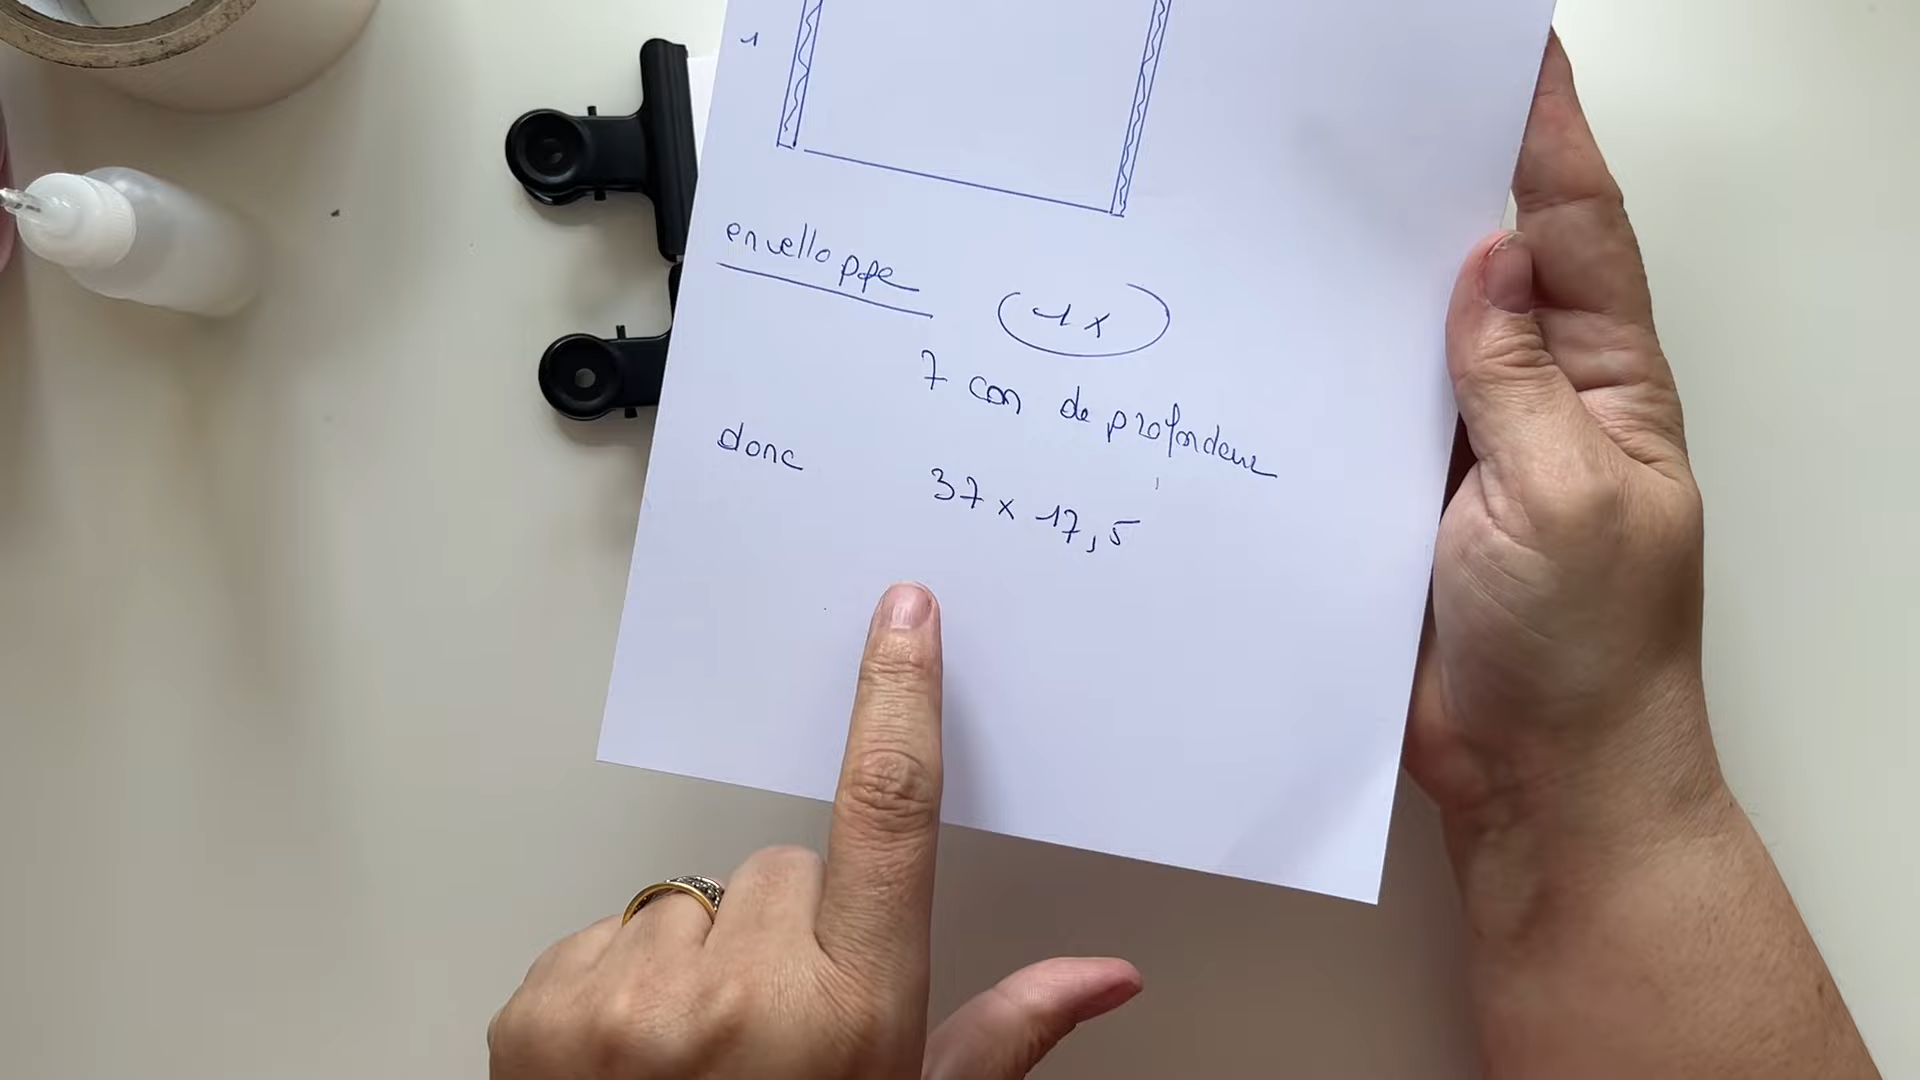 1
envelloppe
1x
7 cm de profondeur
donc 37 x 17,5